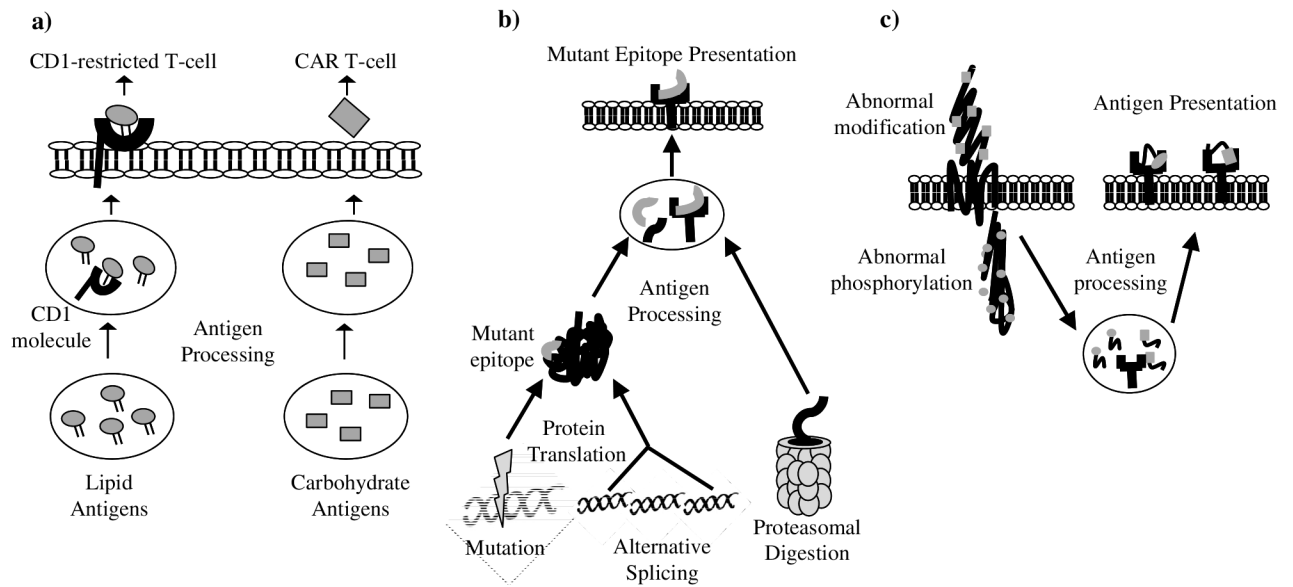 a)
CD1-restricted T-cell
CAR T-cell
CD1
molecule
Antigen
Processing
Lipid
Antigens
Carbohydrate
Antigens
b)
Mutant Epitope Presentation
Antigen
Processing
Mutant
epitope
Protein
Translation
Mutation
Alternative
Splicing
Proteasomal
Digestion
c)
Abnormal
modification
Antigen Presentation
Abnormal
phosphorylation
Antigen
processing